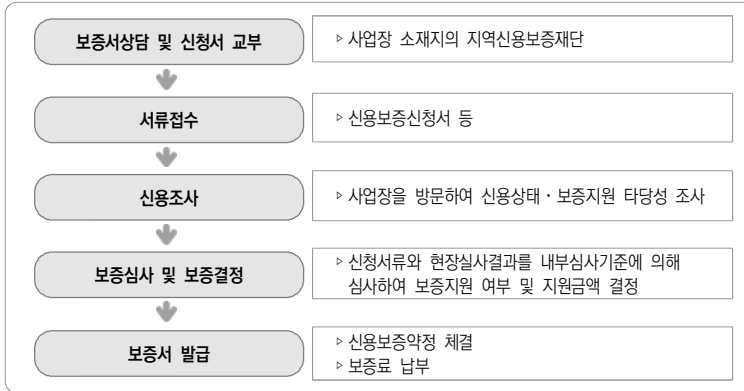 보증서상담 및 신청서 교부
▹ 사업장 소재지의 지역신용보증재단
서류접수
▹ 신용보증신청서 등
신용조사
▹ 사업장을 방문하여 신용상태·보증지원 타당성 조사
보증심사 및 보증결정
▹ 신청서류와 현장실사결과를 내부심사기준에 의해
심사하여 보증지원 여부 및 지원금액 결정
보증서 발급
▹ 신용보증약정 체결
▹ 보증료 납부